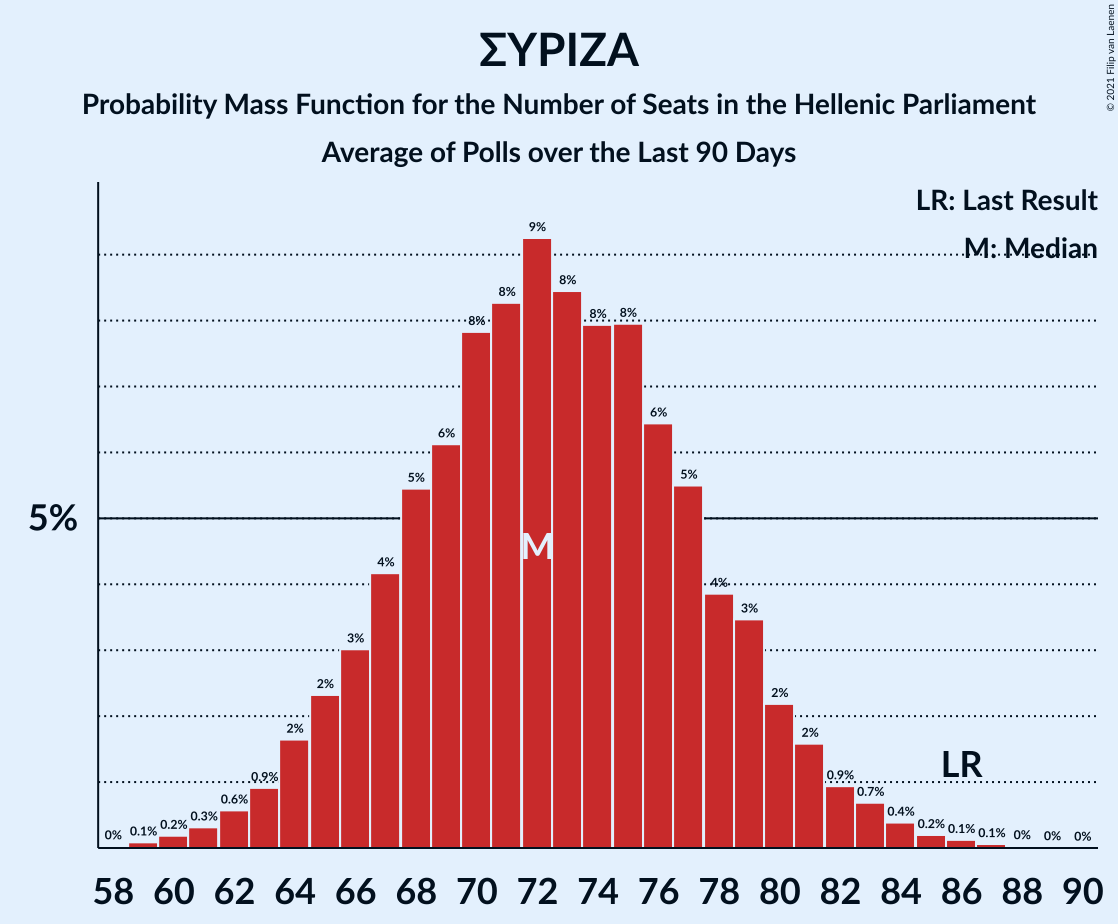 ΣΥΡΙΖΑ
Probability Mass Function for the Number of Seats in the Hellenic Parliament
Average of Polls over the Last 90 Days
© 2021 Filip van Laenen
LR: Last Result
M: Median
9%
8% 8%
8% 8% 8%
6% 6%
5% 5%
5%
M
4% 4%
3% 3%
2% 2%
2% 2%
LR
0.9% 0.9%
0.6% 0.7%
0% 0.1% 0.2% 0.3% 0.4% 0.2% 0.1% 0.1% 0% 0% 0%
58 60 62 64 66 68 70 72 74 76 78 80 82 84 86 88 90